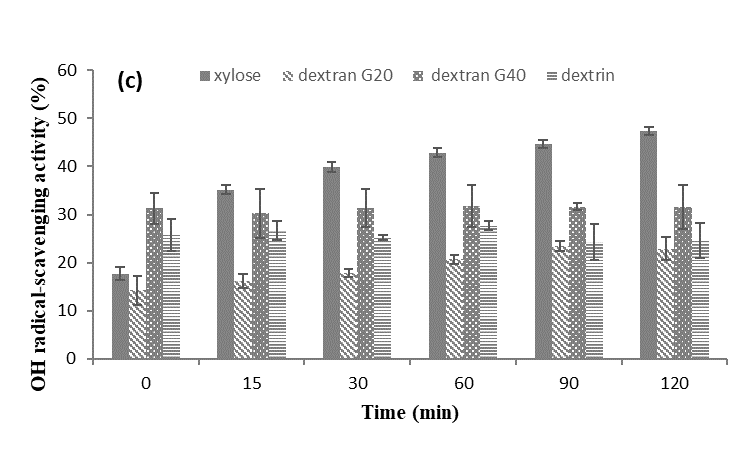 (c)
xylose dextran G20 dextran G40 dextrin
OH radical-scavenging activity (%)
60
50
40
30
20
10
0
0 15 30 60 90 120
Time (min)